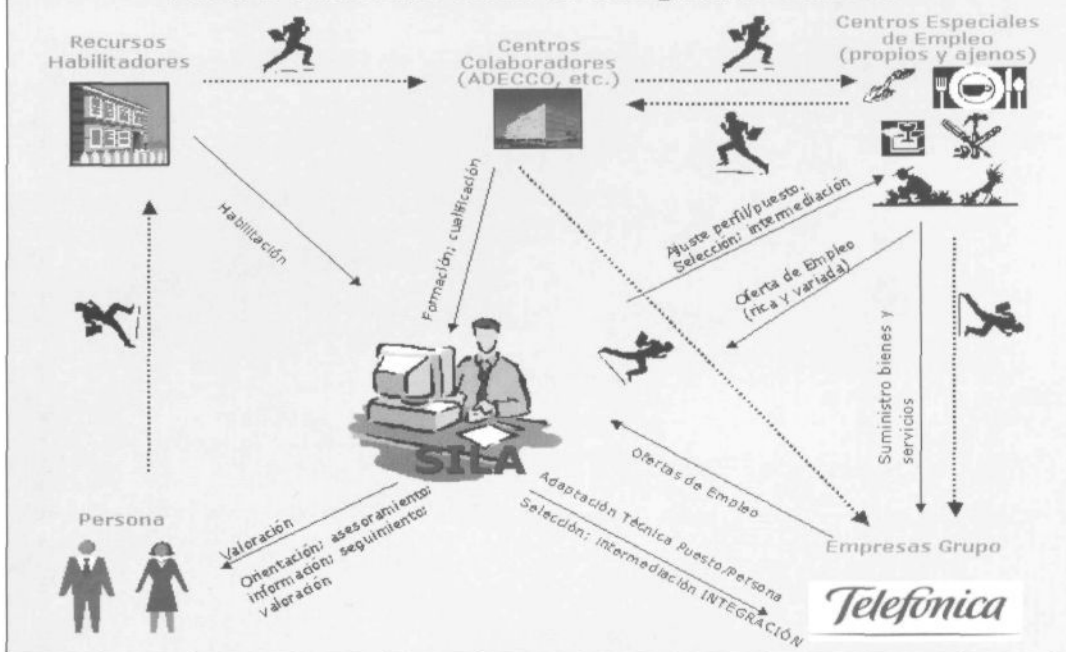 Recursos
Habilitadores
Centros
Colaboradores
(ADECCO, etc.)
Centros Especiales
de Empleo
(propios y ajenos)
Habilitación
Formación; cualificación
Ajuste perfil/puesto.
Selección; intermediación
Oferta de Empleo
(rica y variada)
Suministro bienes y
servicios
SILA
Ofertas de Empleo
Adaptación Técnica Puesto/Persona
Selección; intermediación INTEGRACIÓN
Persona
Valoración
Orientación; asesoramiento;
información; seguimiento;
valoración
Empresas Grupo
Telefónica